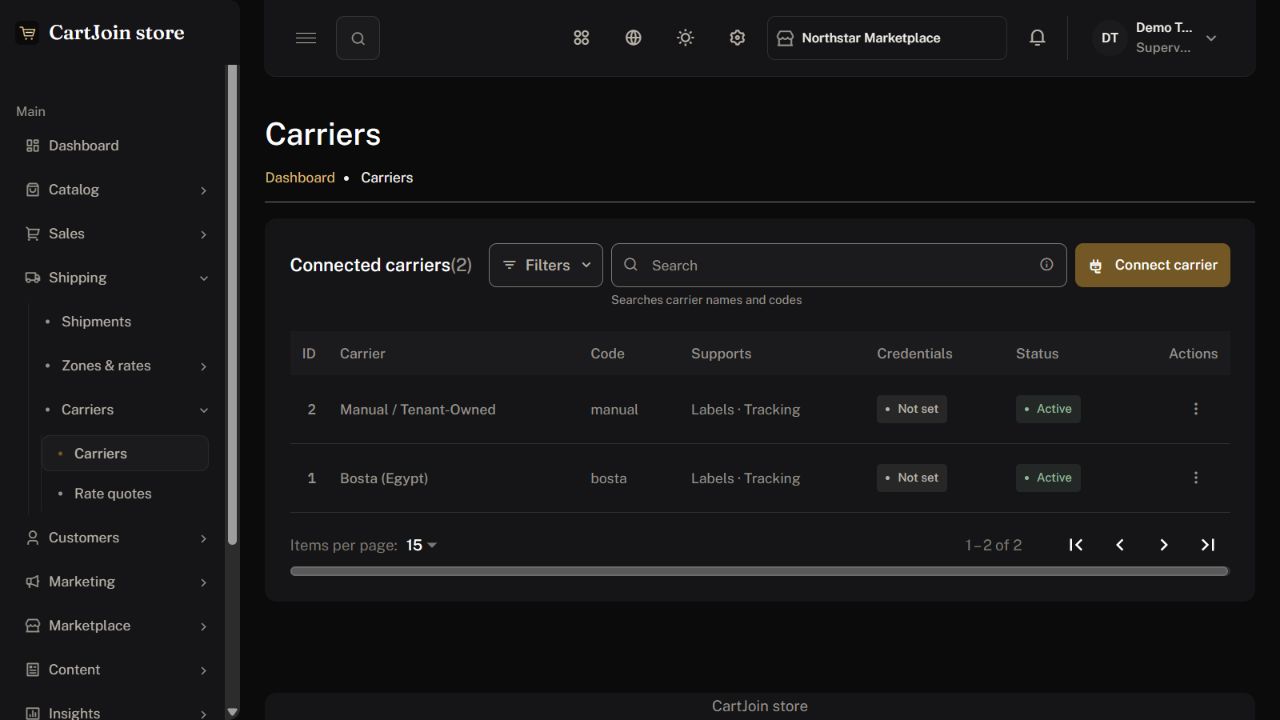 CartJoin store
Northstar Marketplace
DT
Demo T...
Superv...
Main
Dashboard
Catalog
Sales
Shipping
Shipments
Zones & rates
Carriers
Carriers
Rate quotes
Customers
Marketing
Marketplace
Content
Insights
Carriers
Dashboard • Carriers
Connected carriers(2)
Filters
Search
Connect carrier
Searches carrier names and codes
ID Carrier Code Supports Credentials Status Actions
2 Manual / Tenant-Owned manual Labels · Tracking • Not set • Active
1 Bosta (Egypt) bosta Labels · Tracking • Not set • Active
Items per page: 15
1–2 of 2
CartJoin store